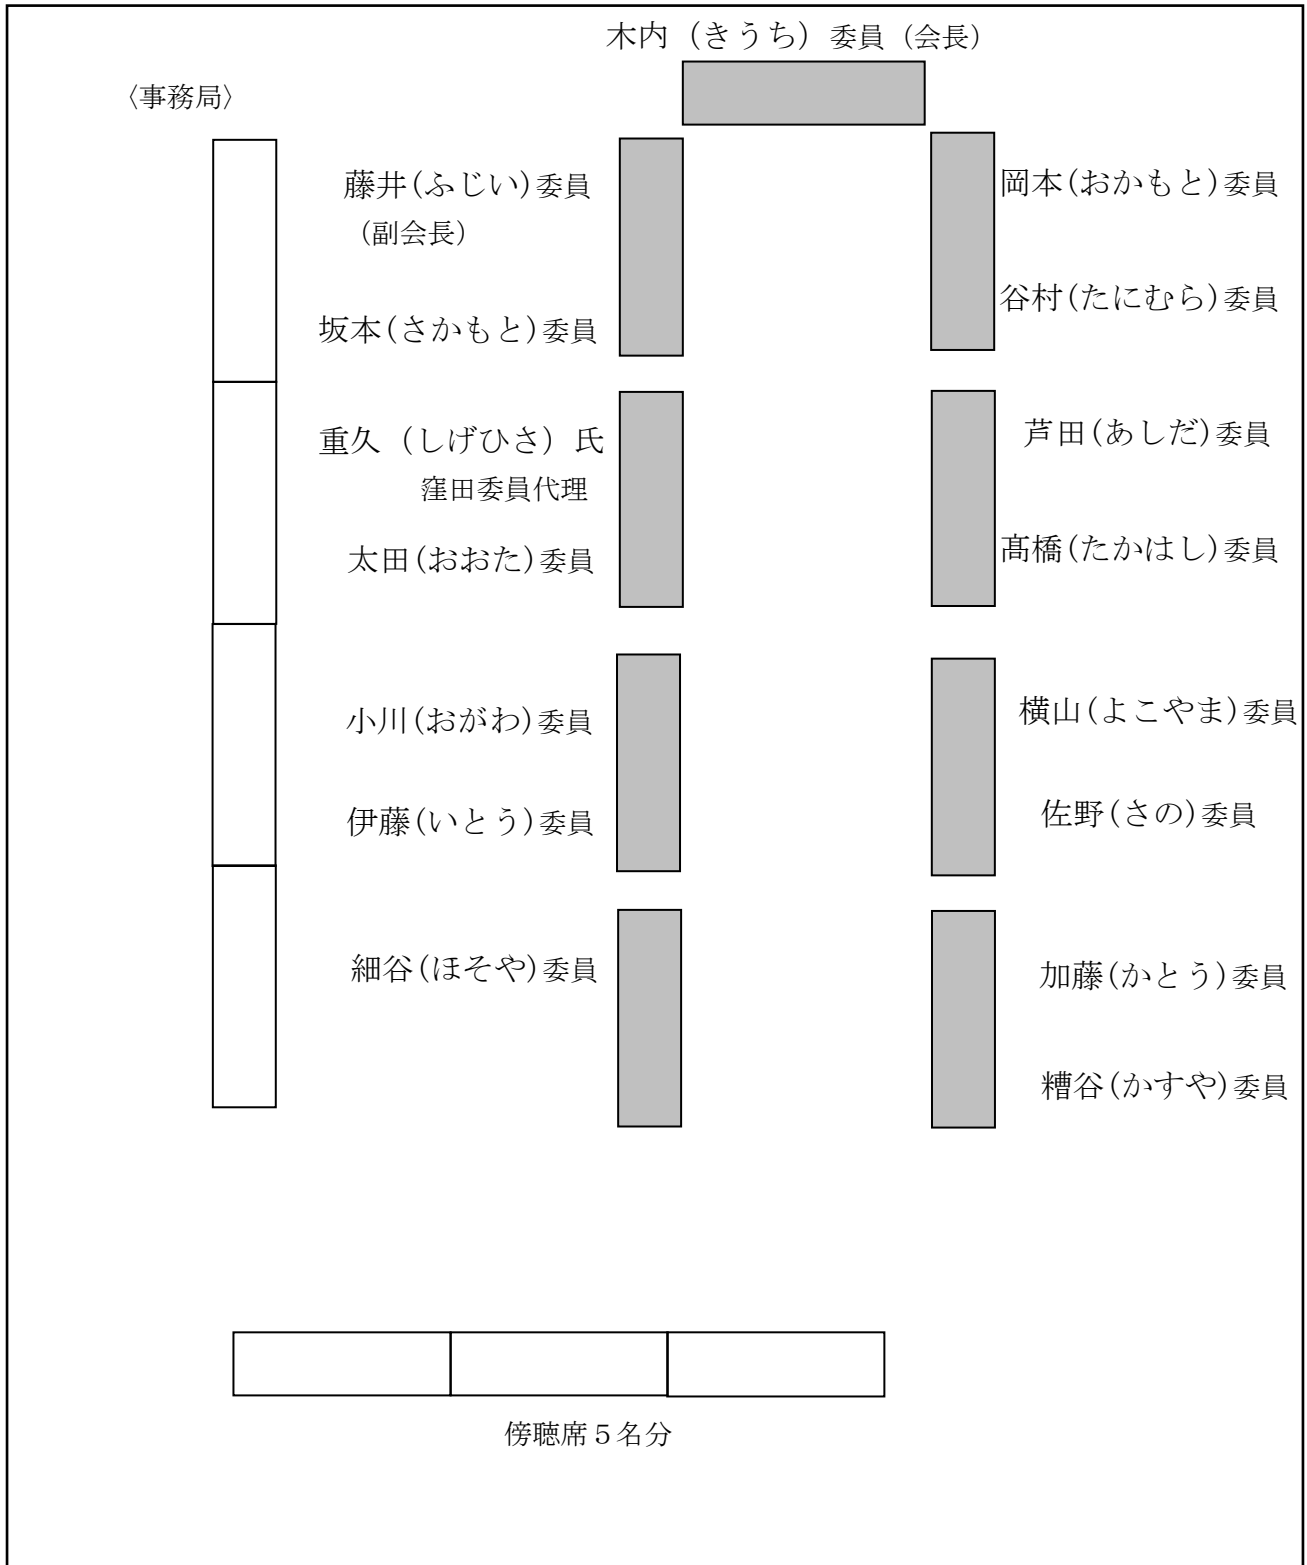 木内（きうち）委員（会長）
〈事務局〉
藤井(ふじい)委員
（副会長）
坂本(さかもと)委員
重久（しげひさ）氏
窪田委員代理
太田(おおた)委員
小川(おがわ)委員
伊藤(いとう)委員
細谷(ほそや)委員
岡本(おかもと)委員
谷村(たにむら)委員
芦田(あしだ)委員
髙橋(たかはし)委員
横山(よこやま)委員
佐野(さの)委員
加藤(かとう)委員
糟谷(かすや)委員
傍聴席５名分